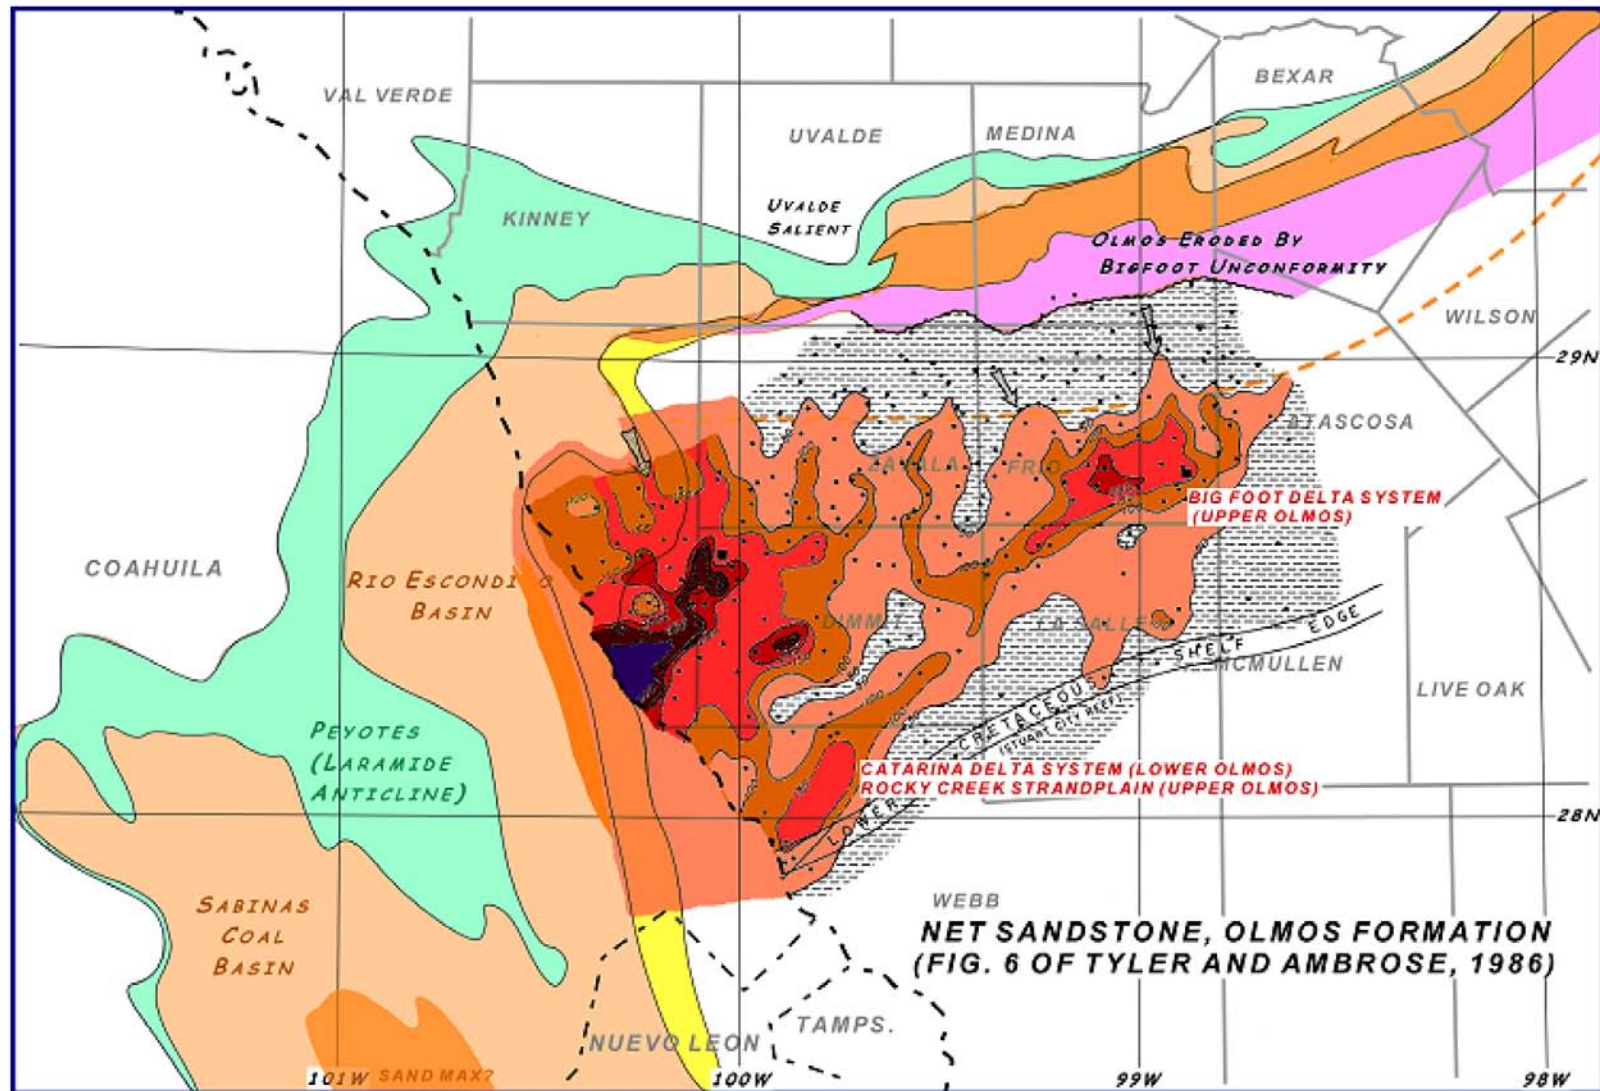 BEXAR
VAL VERDE
UVALDE
MEDINA
KINNEY
UVALDE
SALIENT
OLMOS ERODED BY
BIGFOOT UNCONFORMITY
WILSON
29N
ATASCOSA
ZAVALA
FRIO
BIG FOOT DELTA SYSTEM
(UPPER OLMOS)
COAHUILA
RIO ESCONDIDO
BASIN
DIMMIT
LA SALLE
LOWER CRETACEOUS SHELF EDGE
(STUART CITY REEF)
MCMULLEN
LIVE OAK
PEYOTES
(LARAMIDE
ANTICLINE)
CATARINA DELTA SYSTEM (LOWER OLMOS)
ROCKY CREEK STRANDPLAIN (UPPER OLMOS)
28N
SABINAS
COAL
BASIN
WEBB
NET SANDSTONE, OLMOS FORMATION
(FIG. 6 OF TYLER AND AMBROSE, 1986)
TAMPS.
NUEVO LEON
101W SAND MAX?
100W
99W
98W